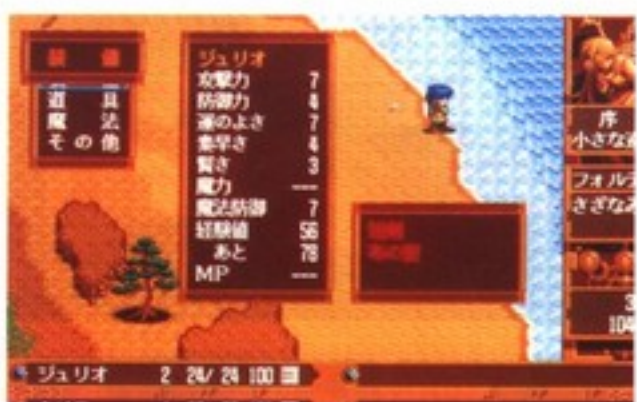 装備
道具
魔法
その他
ジュリオ
攻撃力 7
防御力 4
運のよさ 7
素早さ 4
賢さ 3
魔力 ---
魔法防御 7
経験値 56
あと 78
MP ---
序
小さな
フォル
さざな
3
104
ジュリオ 2 24/ 24 100